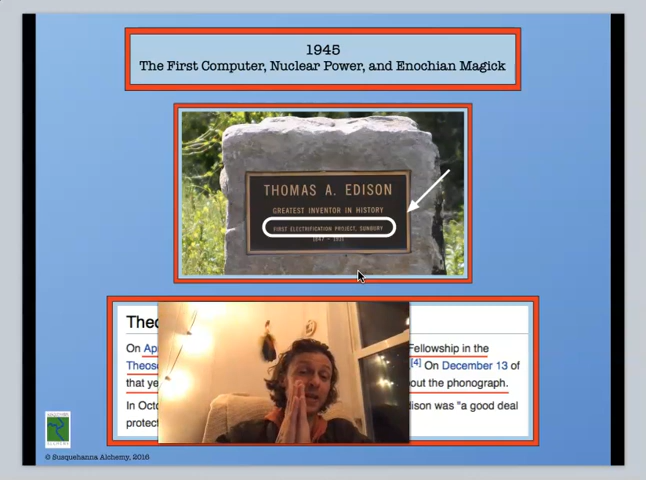 1945
The First Computer, Nuclear Power, and Enochian Magick
THOMAS A. EDISON
GREATEST INVENTOR IN HISTORY
FIRST ELECTRIFICATION PROJECT, SUNBURY
1847 - 1931
Theo
On Ap Fellowship in the
Theos [4] On December 13 of
that ye out the phonograph.
In Octo dison was "a good deal
protec
© Susquehanna Alchemy, 2016